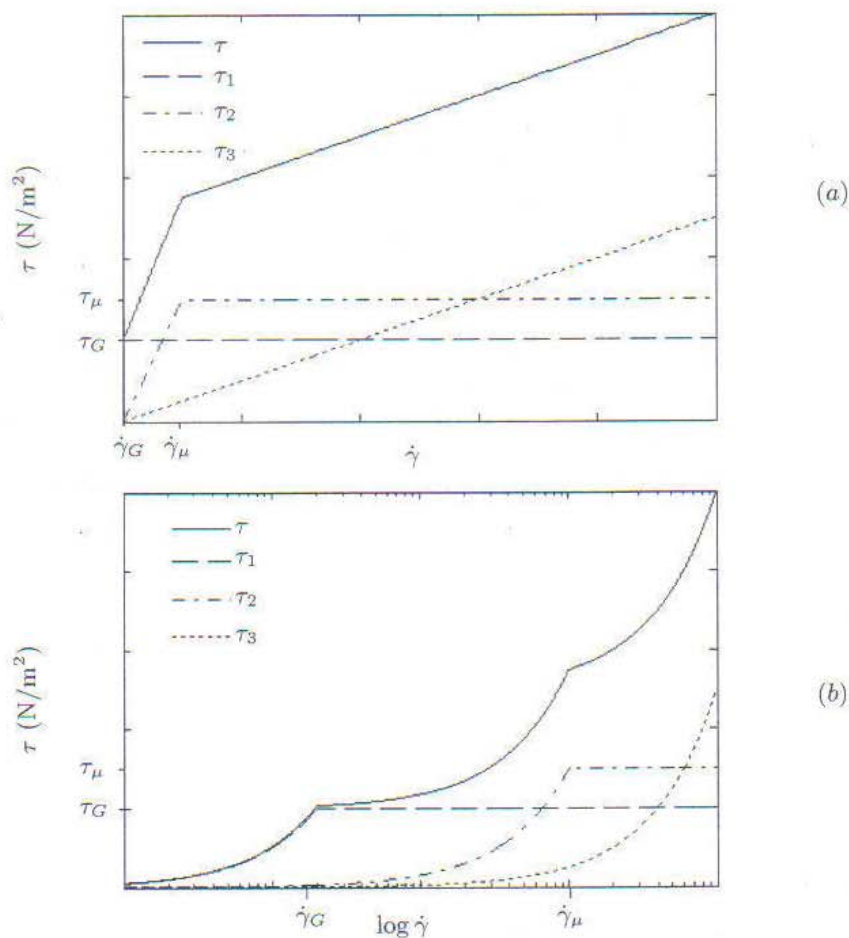 τ
τ1
τ2
τ3
τ (N/m²)
(a)
τμ
τG
γ̇G γ̇μ γ̇
τ
τ1
τ2
τ3
τ (N/m²)
(b)
τμ
τG
γ̇G log γ̇ γ̇μ